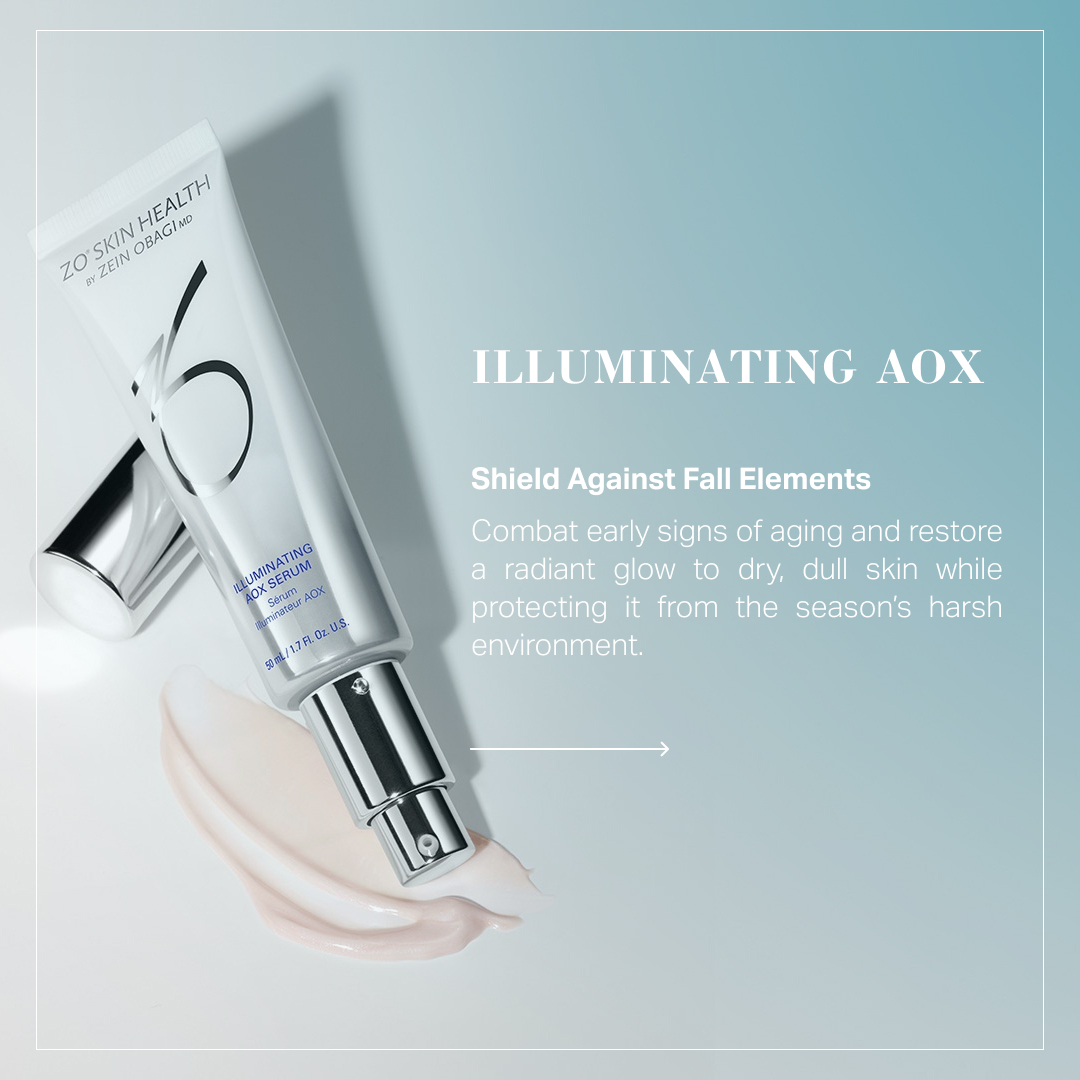 ZO® SKIN HEALTH
BY ZEIN OBAGI MD
ILLUMINATING
AOX SERUM
Sérum
Illuminateur AOX
50 mL / 1.7 Fl. Oz. U.S.
ILLUMINATING AOX
Shield Against Fall Elements
Combat early signs of aging and restore
a radiant glow to dry, dull skin while
protecting it from the season's harsh
environment.